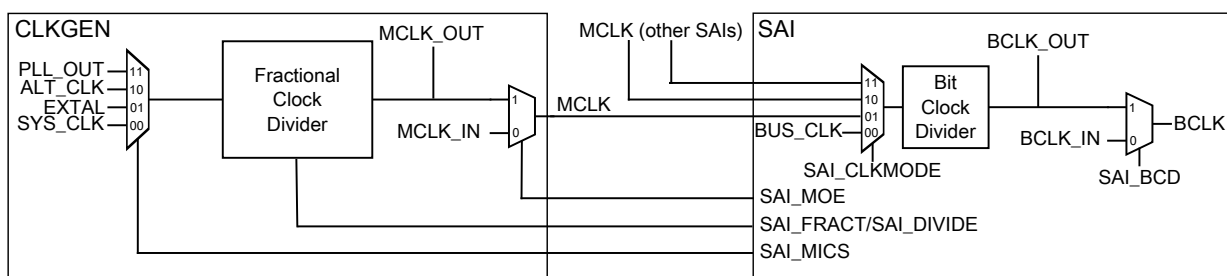 CLKGEN
PLL_OUT
ALT_CLK
EXTAL
SYS_CLK
11
10
01
00
Fractional
Clock
Divider
MCLK_OUT
MCLK_IN
1
0
MCLK
MCLK (other SAIs)
SAI
BUS_CLK
11
10
01
00
SAI_CLKMODE
Bit
Clock
Divider
BCLK_OUT
BCLK_IN
1
0
BCLK
SAI_BCD
SAI_MOE
SAI_FRACT/SAI_DIVIDE
SAI_MICS